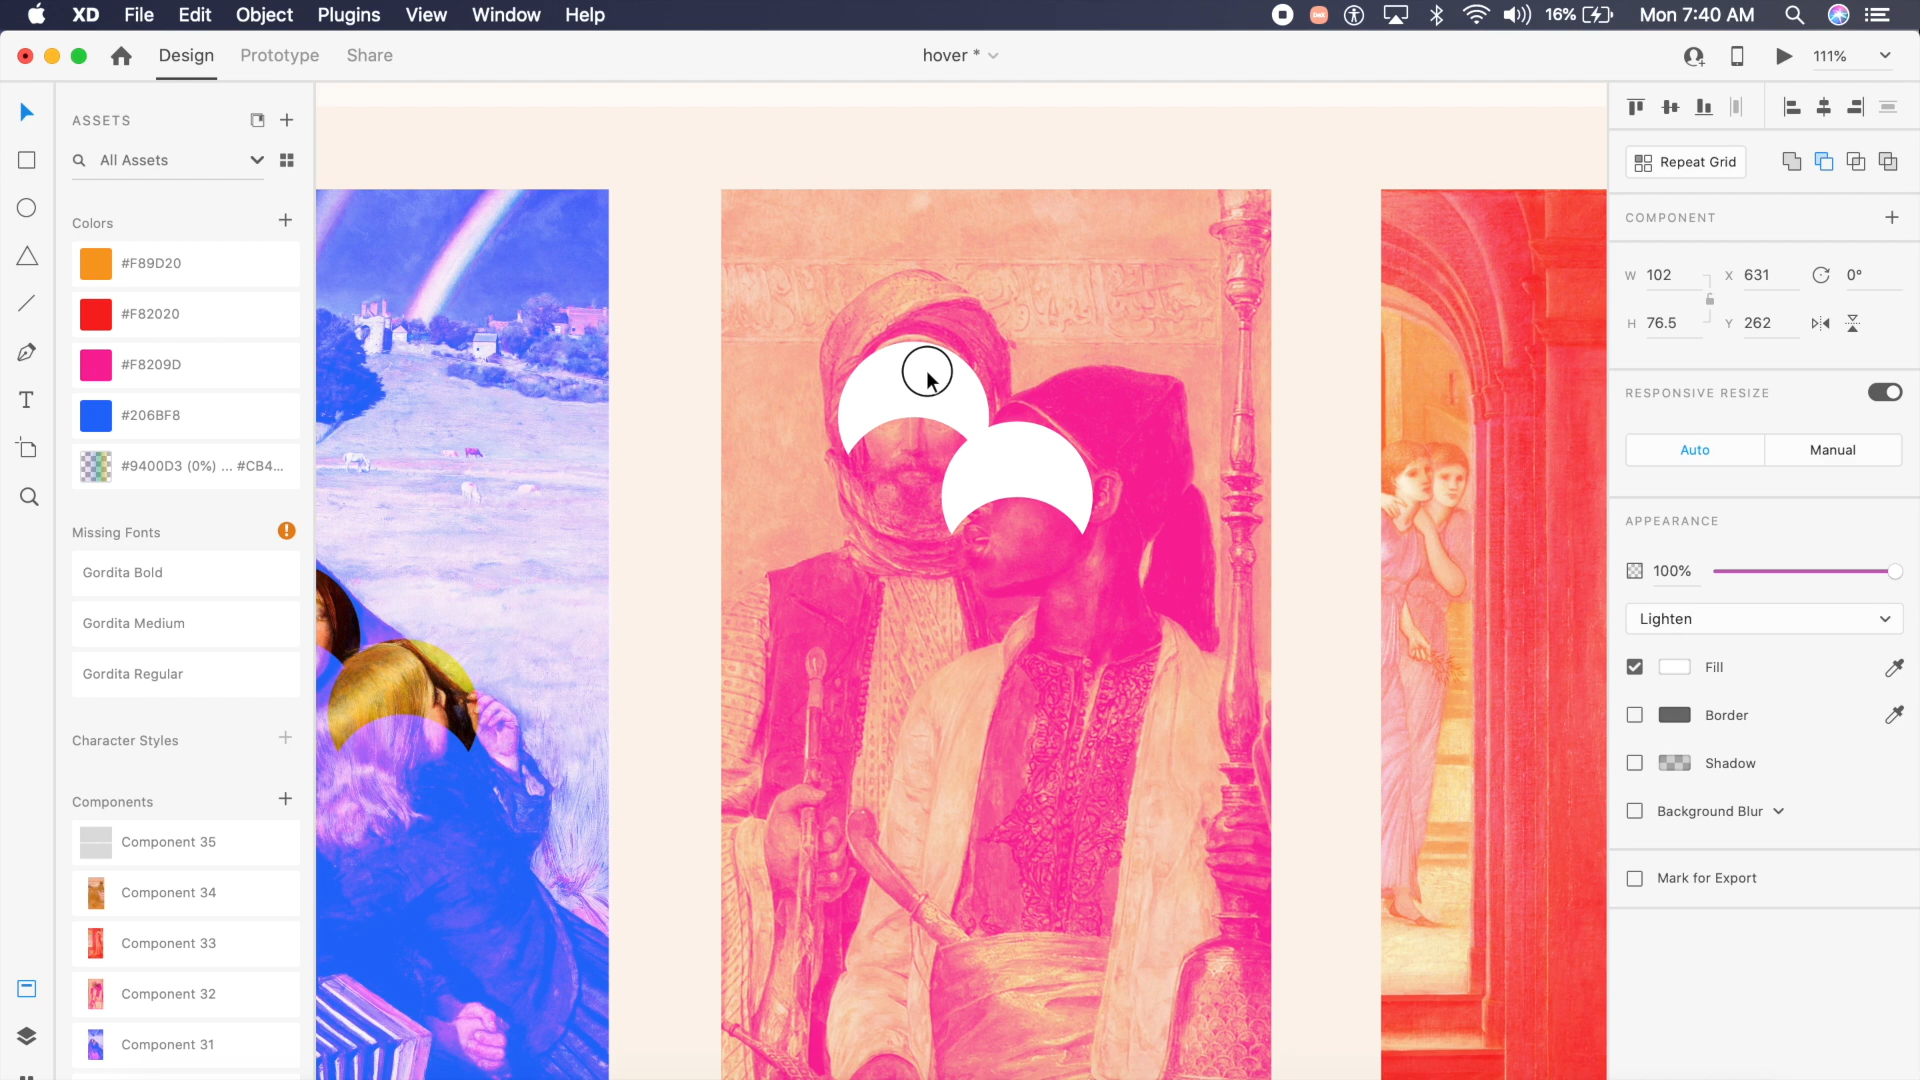 XD File Edit Object Plugins View Window Help 16% Mon 7:40 AM
Design Prototype Share hover * 111%
ASSETS
All Assets
Repeat Grid
Colors
COMPONENT
#F89D20
W 102 X 631 0°
#F82020
H 76.5 Y 262
#F8209D
RESPONSIVE RESIZE
#206BF8
Auto Manual
#9400D3 (0%) ... #CB4...
Missing Fonts
APPEARANCE
Gordita Bold
100%
Gordita Medium
Lighten
Gordita Regular
Fill
Border
Character Styles
Shadow
Components
Background Blur
Component 35
Mark for Export
Component 34
Component 33
Component 32
Component 31